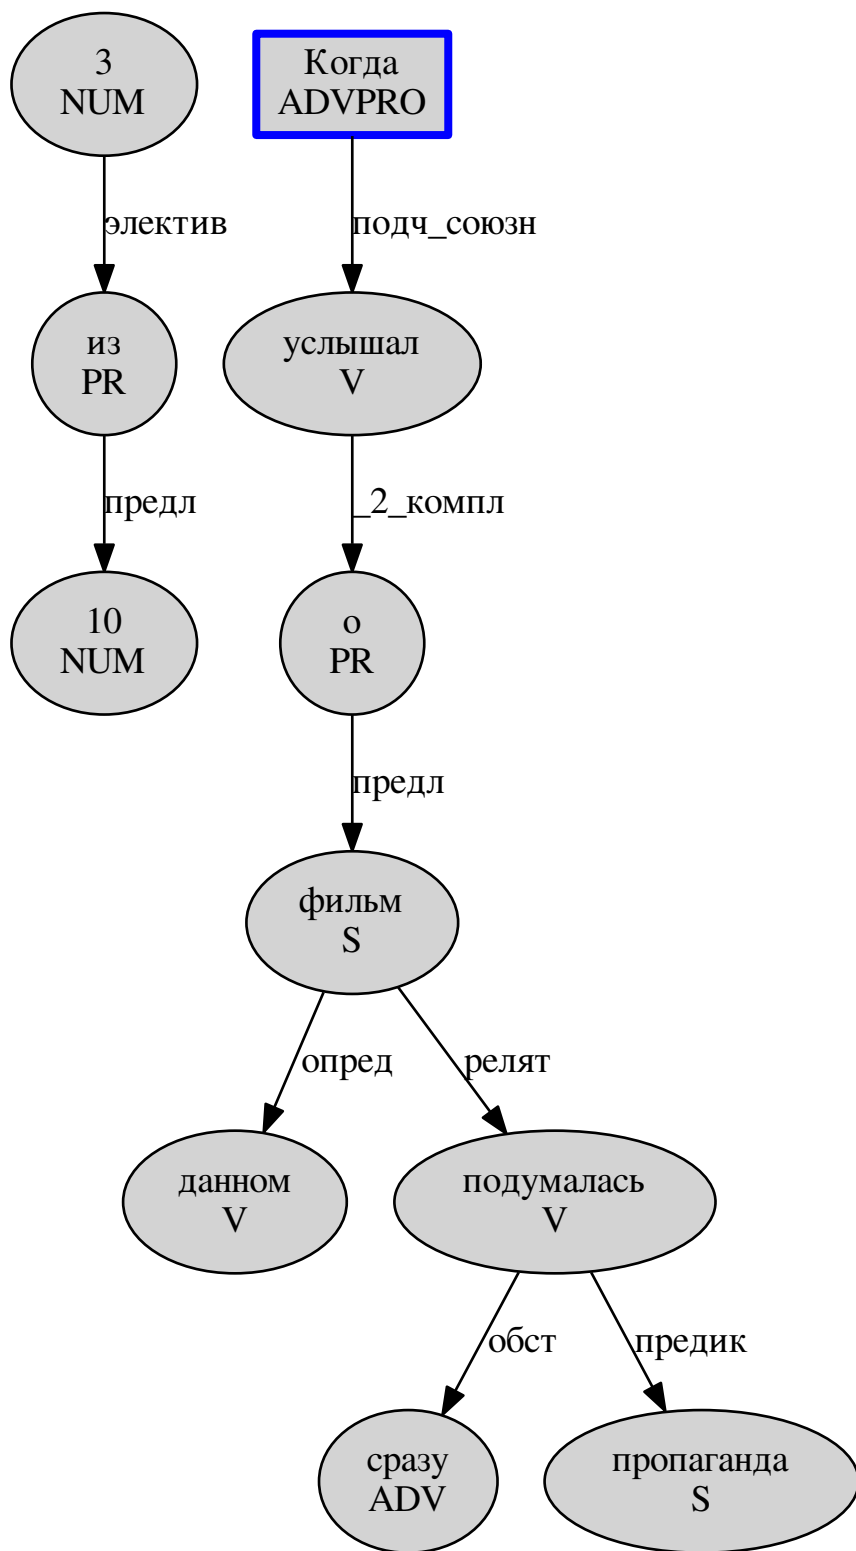 3
NUM
Когда
ADVPRO
электив
подч_союзн
из
PR
услышал
V
предл
_2_компл
10
NUM
о
PR
предл
фильм
S
опред
релят
данном
V
подумалась
V
обст
предик
сразу
ADV
пропаганда
S